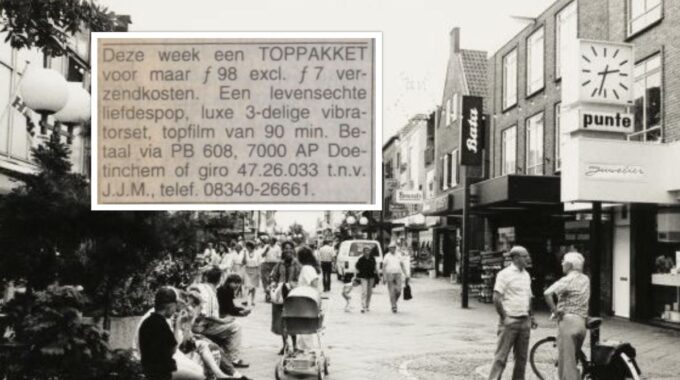 Deze week een TOPPAKKET
voor maar ƒ 98 excl. ƒ 7 ver-
zendkosten. Een levensechte
liefdespop, luxe 3-delige vibra-
torset, topfilm van 90 min. Be-
taal via PB 608, 7000 AP Doe-
tinchem of giro 47.26.033 t.n.v.
J.J.M., telef. 08340-26661.
Bata
punte
Juwelier
Bata